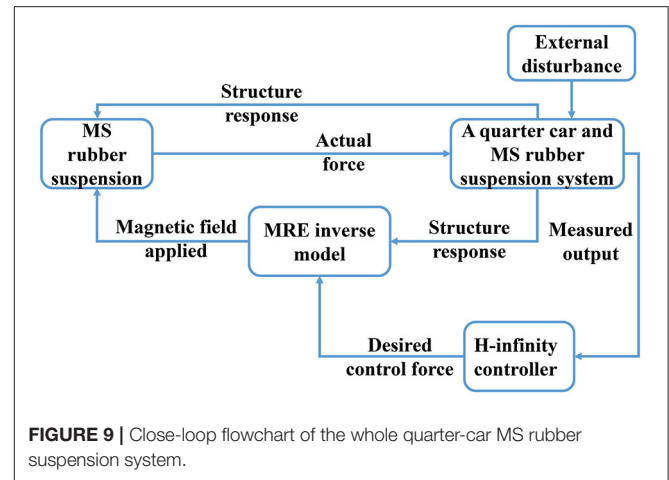 External
disturbance
Structure
response
MS
rubber
suspension
Actual
force
A quarter car and
MS rubber
suspension system
Magnetic field
applied
MRE inverse
model
Structure
response
Measured
output
Desired
control force
H-infinity
controller
FIGURE 9 | Close-loop flowchart of the whole quarter-car MS rubber
suspension system.